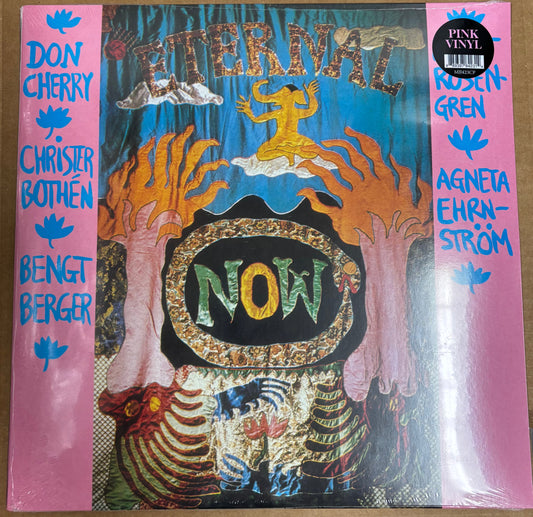 ETERNAL
NOW
DON
CHERRY
CHRISTER
BOTHÉN
BENGT
BERGER
ROSEN-
GREN
AGNETA
EHRN-
STRÖM
PINK
VINYL